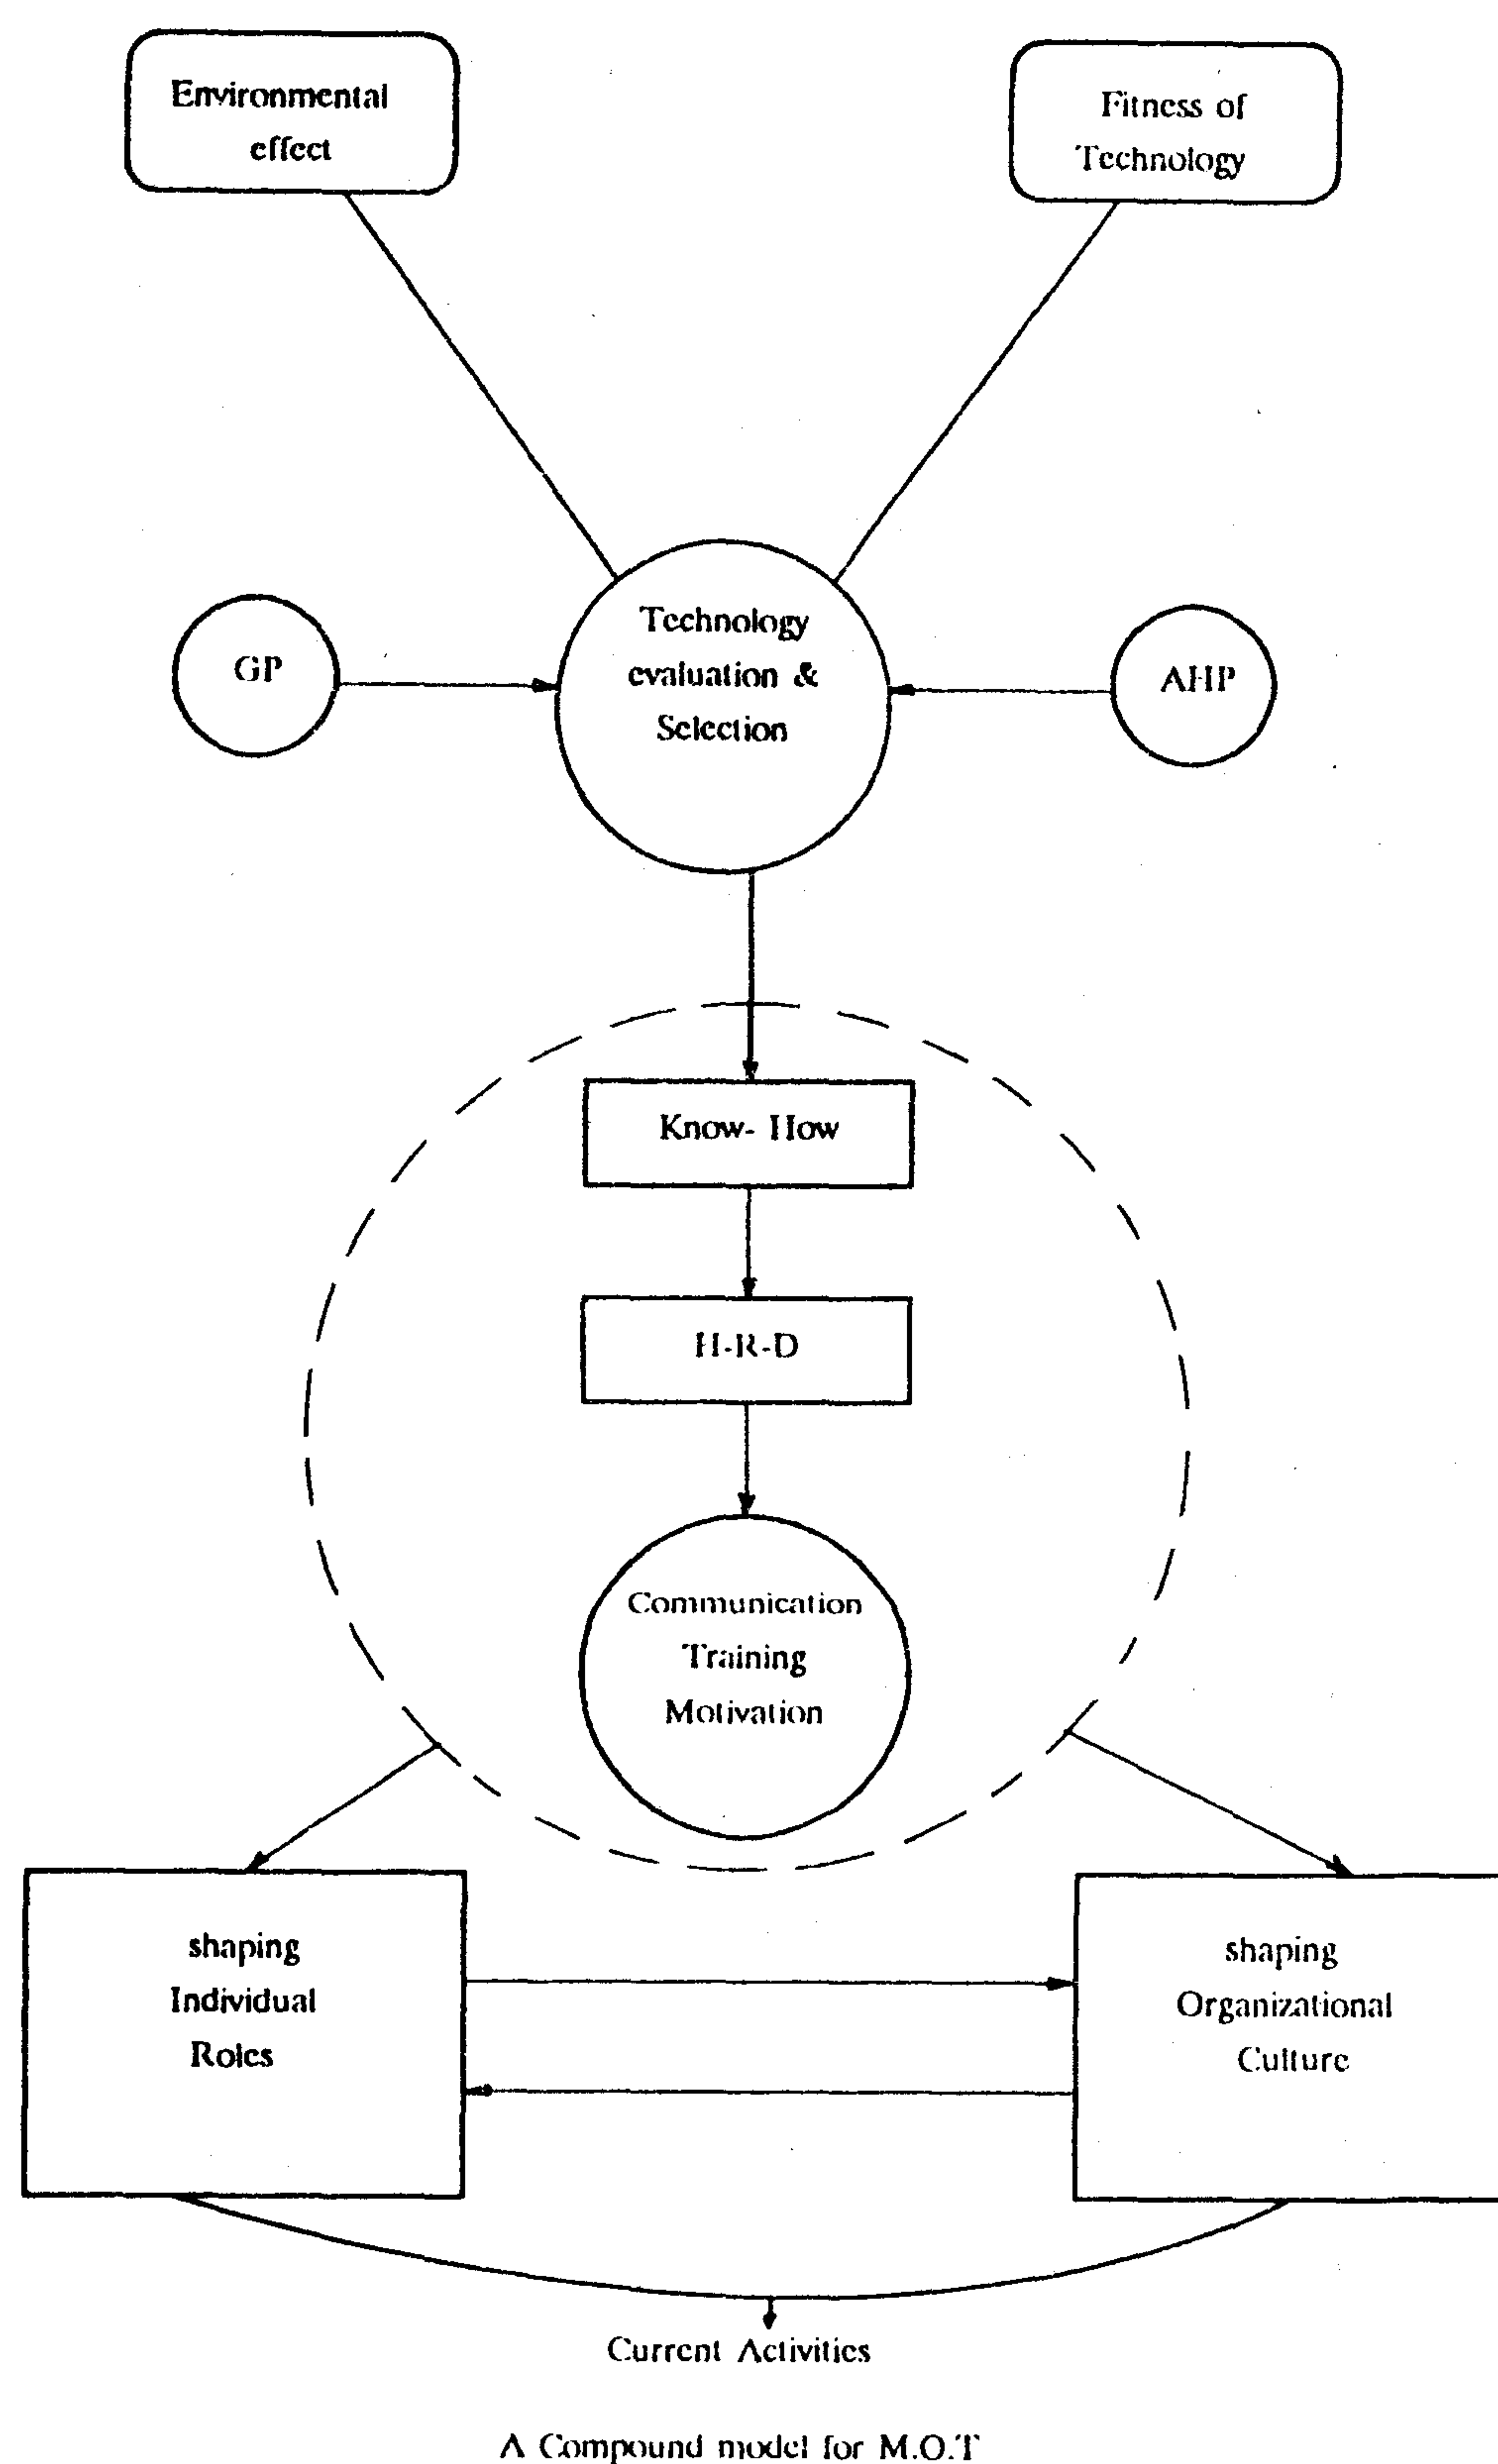 Environmental
effect
Fitness of
Technology
Technology
evaluation &
Selection
GP
AHP
Know- How
H-R-D
Communication
Training
Motivation
shaping
Individual
Roles
shaping
Organizational
Culture
Current Activities
A Compound model for M.O.T